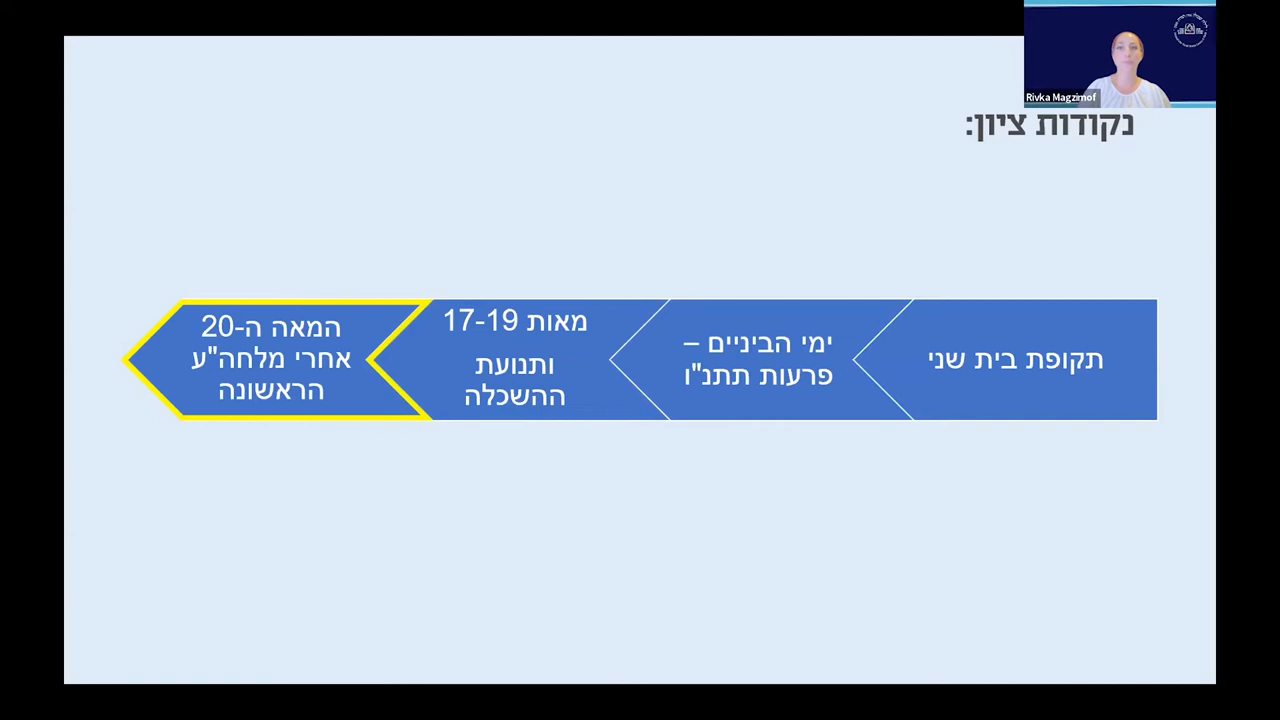 Rivka Magzimof
נקודות ציון:
תקופת בית שני
ימי הביניים –
פרעות תתנ"ו
מאות 17-19
ותנועת
ההשכלה
המאה ה-20
אחרי מלחה"ע
הראשונה